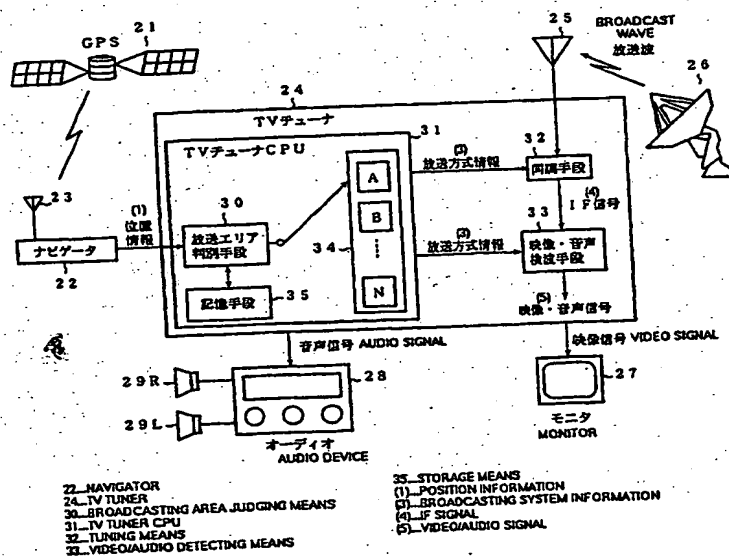 GPS
21
25
BROADCAST
WAVE
放送波
26
24
TVチューナ
31
TVチューナCPU
23
(1)
位置
情報
30
放送エリア
判別手段
A
B
N
34
(3)
放送方式情報
32
同調手段
(4)
IF信号
33
(3)
放送方式情報
映像・音声
検波手段
ナビゲータ
22
記憶手段
35
(5)
映像・音声信号
音声信号 AUDIO SIGNAL
映像信号 VIDEO SIGNAL
29R
29L
28
27
オーディオ
AUDIO DEVICE
モニタ
MONITOR
22...NAVIGATOR
24...TV TUNER
30...BROADCASTING AREA JUDGING MEANS
31...TV TUNER CPU
32...TUNING MEANS
33...VIDEO/AUDIO DETECTING MEANS
35...STORAGE MEANS
(1)...POSITION INFORMATION
(3)...BROADCASTING SYSTEM INFORMATION
(4)...IF SIGNAL
(5)...VIDEO/AUDIO SIGNAL